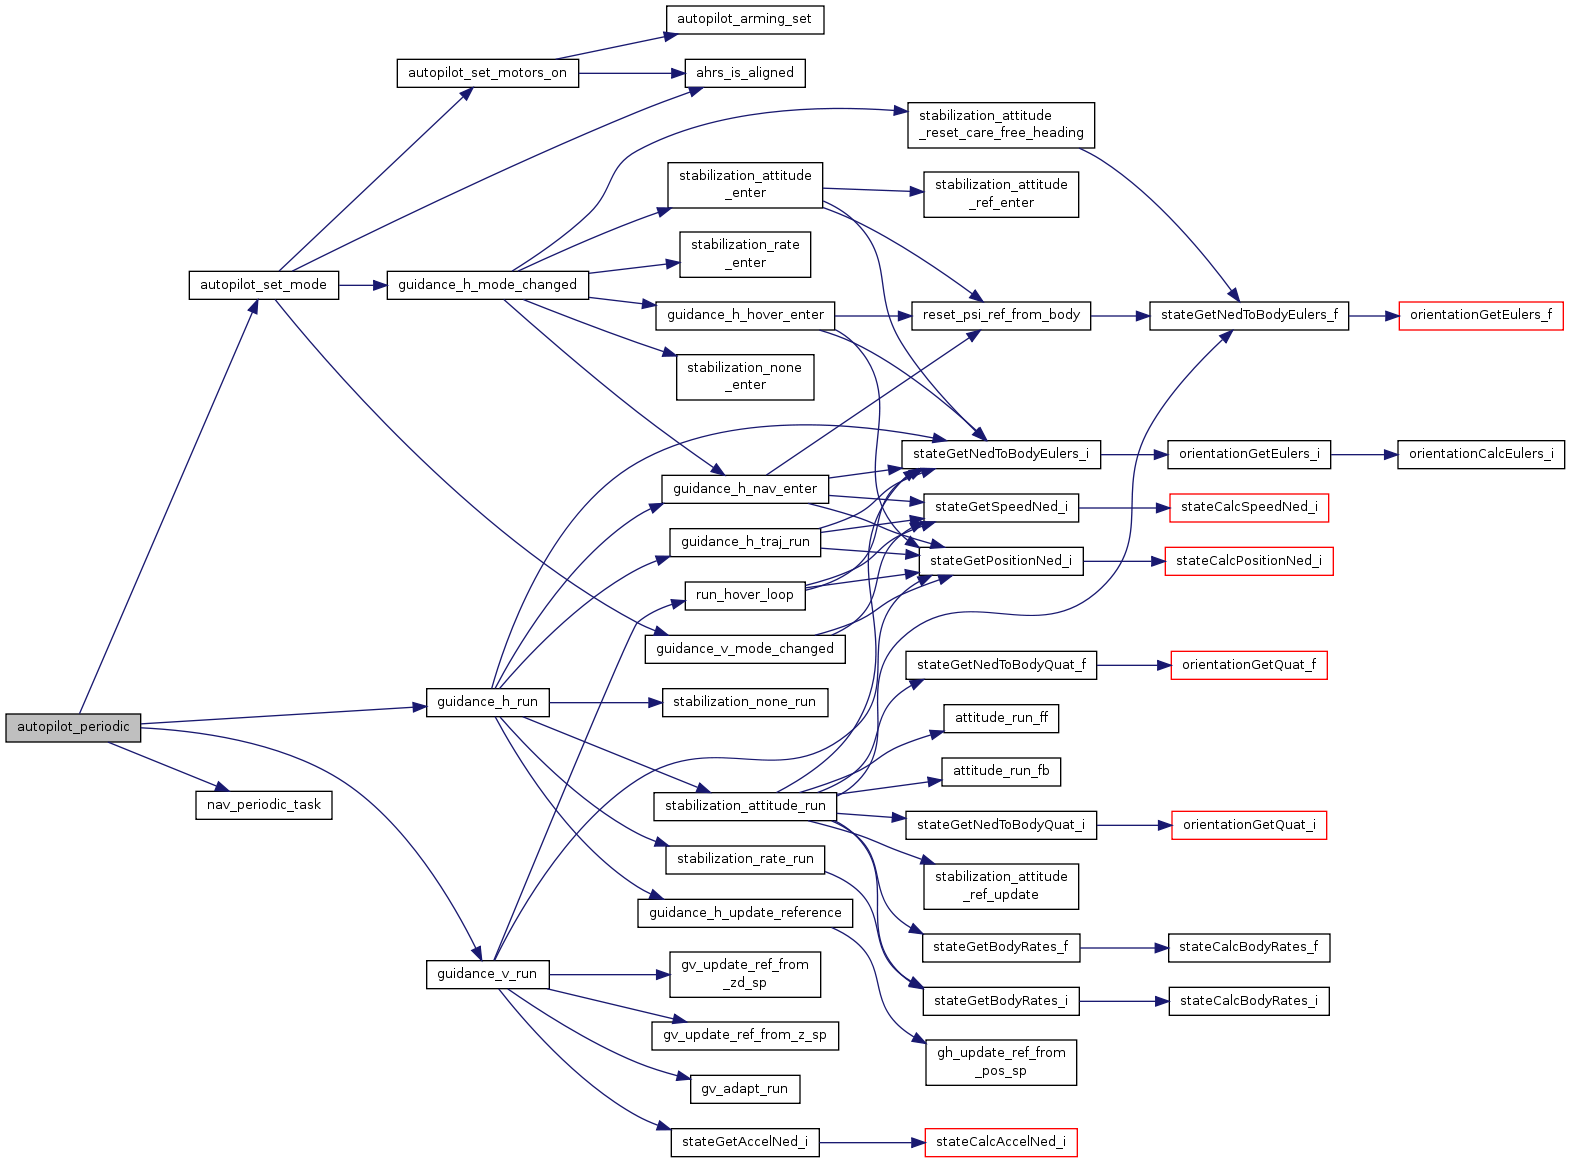 autopilot_arming_set
autopilot_set_motors_on
ahrs_is_aligned
stabilization_attitude
_reset_care_free_heading
stabilization_attitude
_enter
stabilization_attitude
_ref_enter
stabilization_rate
_enter
autopilot_set_mode
guidance_h_mode_changed
guidance_h_hover_enter
reset_psi_ref_from_body
stateGetNedToBodyEulers_f
orientationGetEulers_f
stabilization_none
_enter
stateGetNedToBodyEulers_i
orientationGetEulers_i
orientationCalcEulers_i
guidance_h_nav_enter
stateGetSpeedNed_i
stateCalcSpeedNed_i
guidance_h_traj_run
stateGetPositionNed_i
stateCalcPositionNed_i
run_hover_loop
guidance_v_mode_changed
stateGetNedToBodyQuat_f
orientationGetQuat_f
guidance_h_run
stabilization_none_run
attitude_run_ff
autopilot_periodic
attitude_run_fb
nav_periodic_task
stabilization_attitude_run
stateGetNedToBodyQuat_i
orientationGetQuat_i
stabilization_rate_run
stabilization_attitude
_ref_update
guidance_h_update_reference
stateGetBodyRates_f
stateCalcBodyRates_f
guidance_v_run
gv_update_ref_from
_zd_sp
stateGetBodyRates_i
stateCalcBodyRates_i
gv_update_ref_from_z_sp
gh_update_ref_from
_pos_sp
gv_adapt_run
stateGetAccelNed_i
stateCalcAccelNed_i